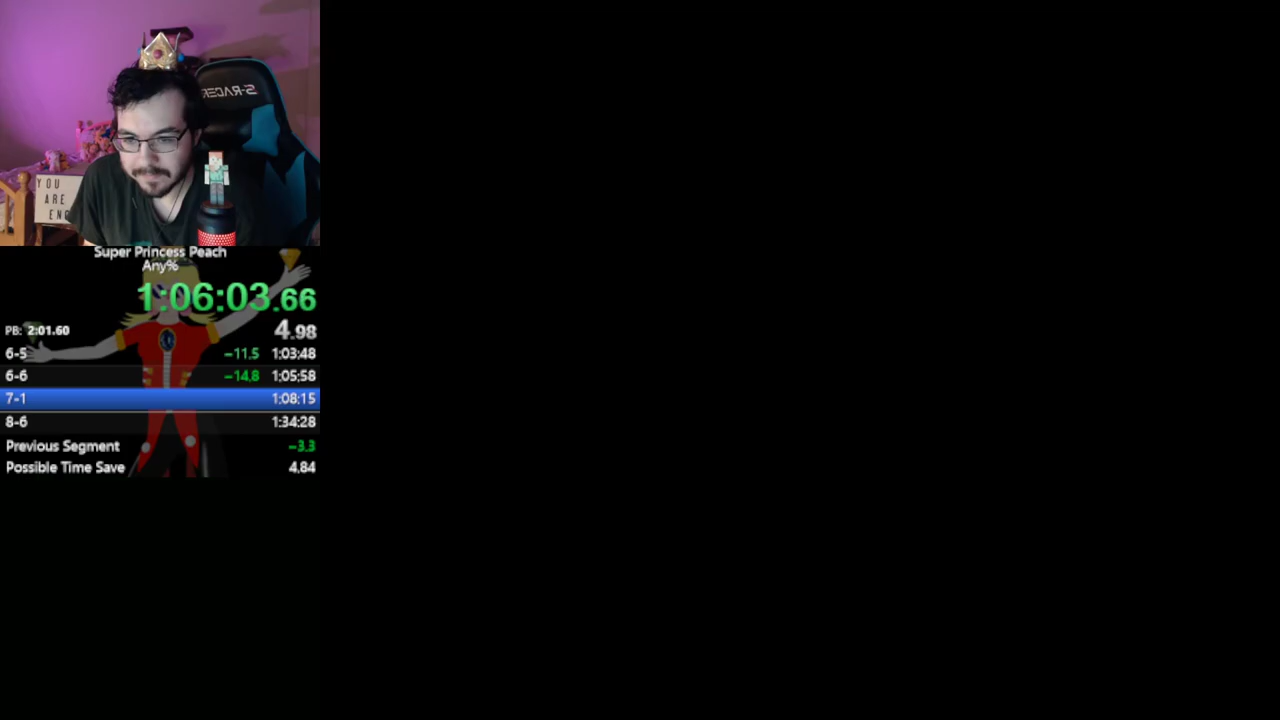 S-RACER
YOU
ARE
ENO
Super Princess Peach
Any%
1:06:03.66
PB: 2:01.60 4.98
6-5 -11.5 1:03:48
6-6 -14.8 1:05:58
7-1 1:08:15
8-6 1:34:28
Previous Segment -3.3
Possible Time Save 4.84